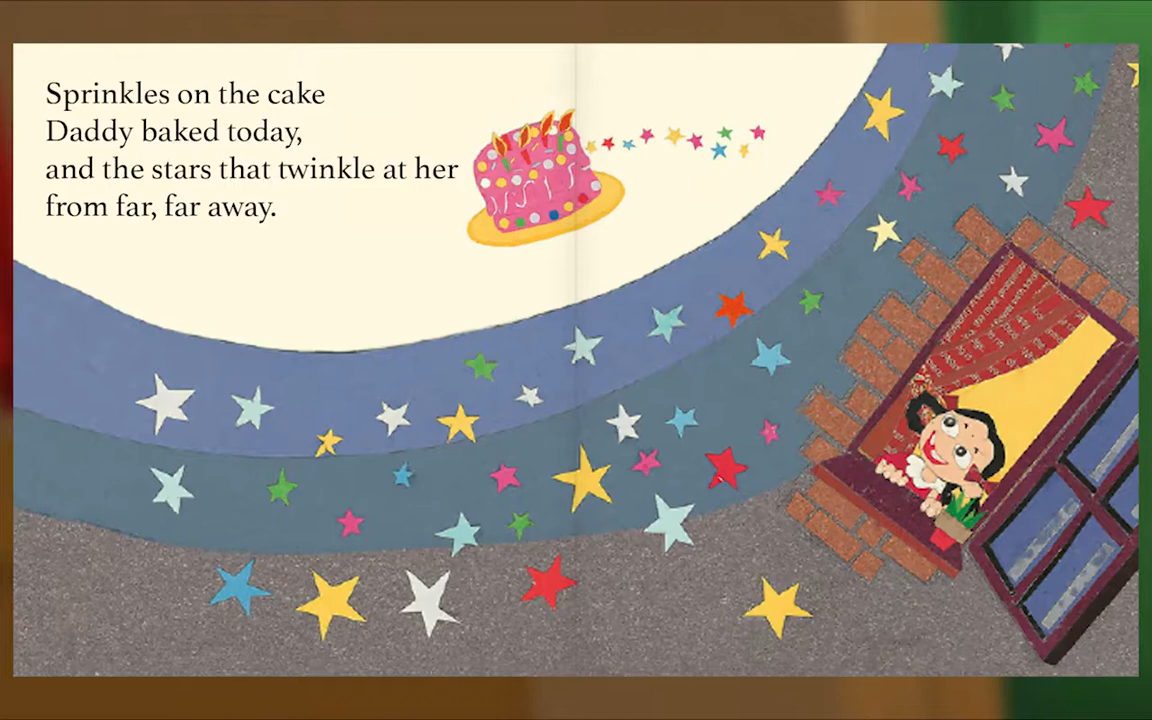 Sprinkles on the cake
Daddy baked today,
and the stars that twinkle at her
from far, far away.